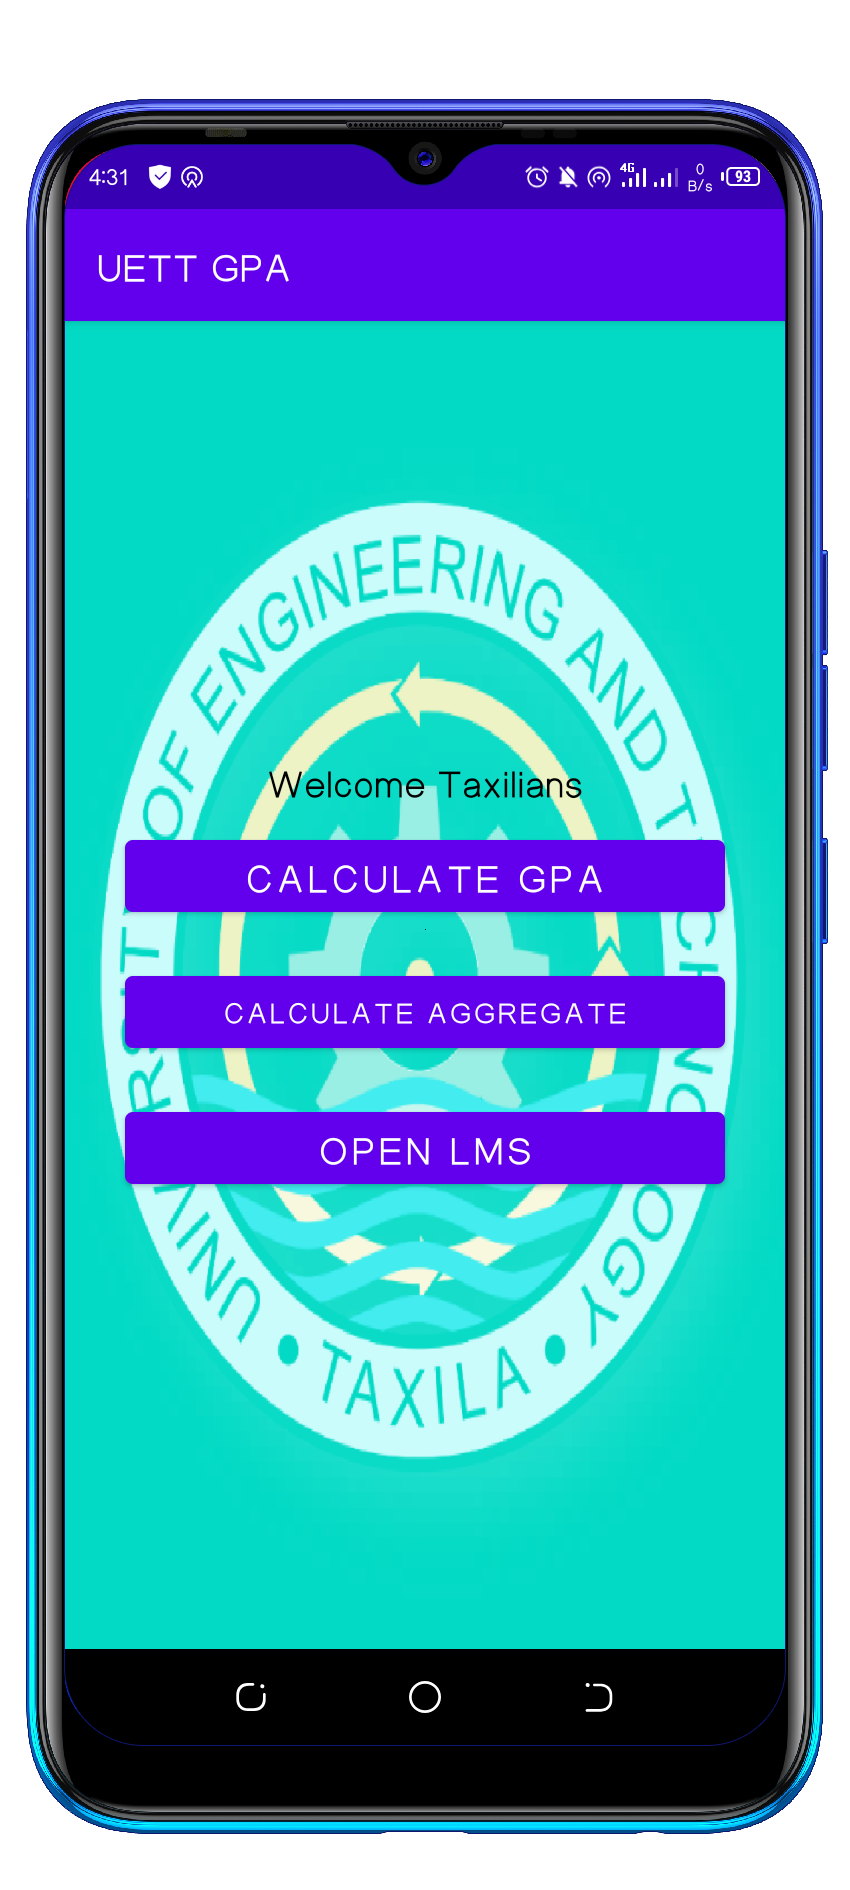 4:31
4G
0
B/s
93
UETT GPA
UNIVERSITY OF ENGINEERING AND TECHNOLOGY
Welcome Taxilians
CALCULATE GPA
CALCULATE AGGREGATE
OPEN LMS
• TAXILA •